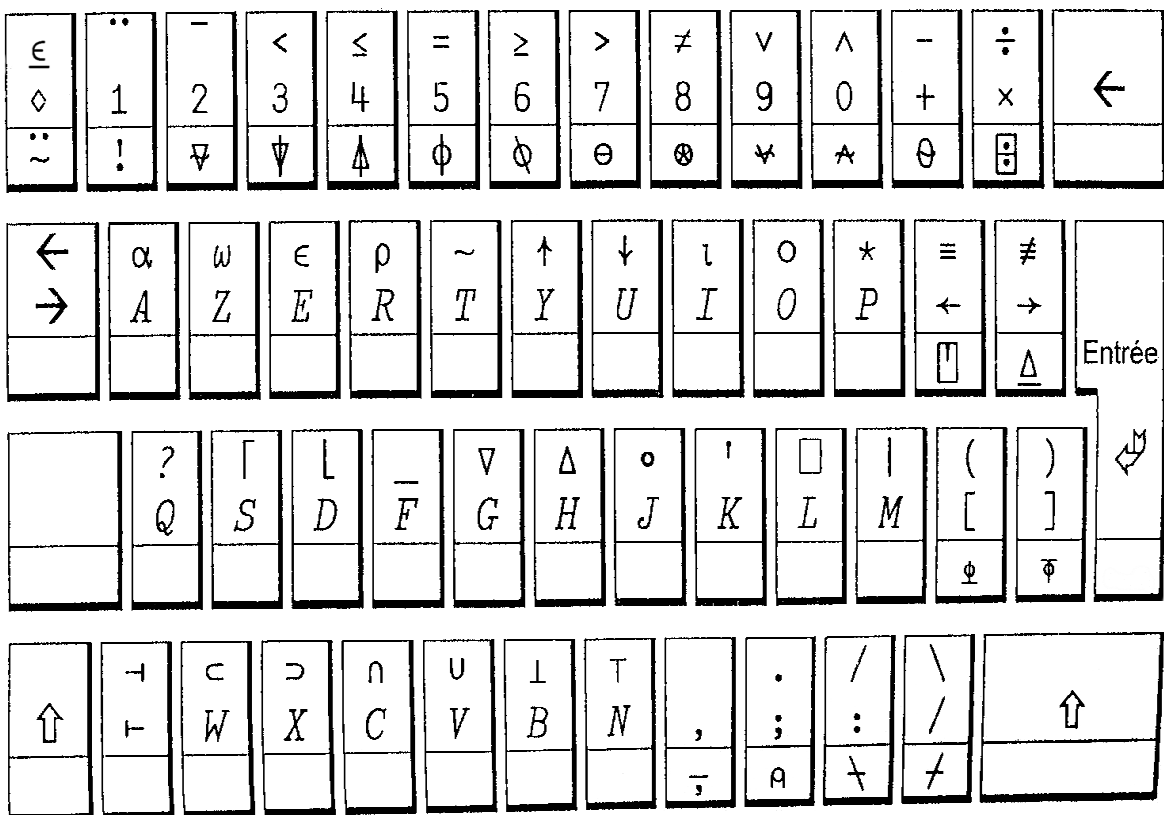 ⍷ ¨ ¯ < ≤ = ≥ > ≠ ∨ ∧ − ÷ ←
◊ 1 2 3 4 5 6 7 8 9 0 + ×
⍨ ! ⍫ ⍒ ⍋ ⌽ ⍉ ⊖ ⍟ ⍱ ⍲ ⍬ ⌹
← α ω ∊ ρ ~ ↑ ↓ ⍳ ○ * ≡ ≢
→ A Z E R T Y U I O P ← →
⍞ ⍙ Entrée
? ⌈ ⌊ _ ∇ ∆ ∘ ' ⎕ | ( )
Q S D F G H J K L M [ ]
⍎ ⍕
⊣ ⊂ ⊃ ∩ ∪ ⊥ ⊤ . / \
⇧ ⊢ W X C V B N , ; : / ⇧
⍪ ⍝ ⍀ ⌿